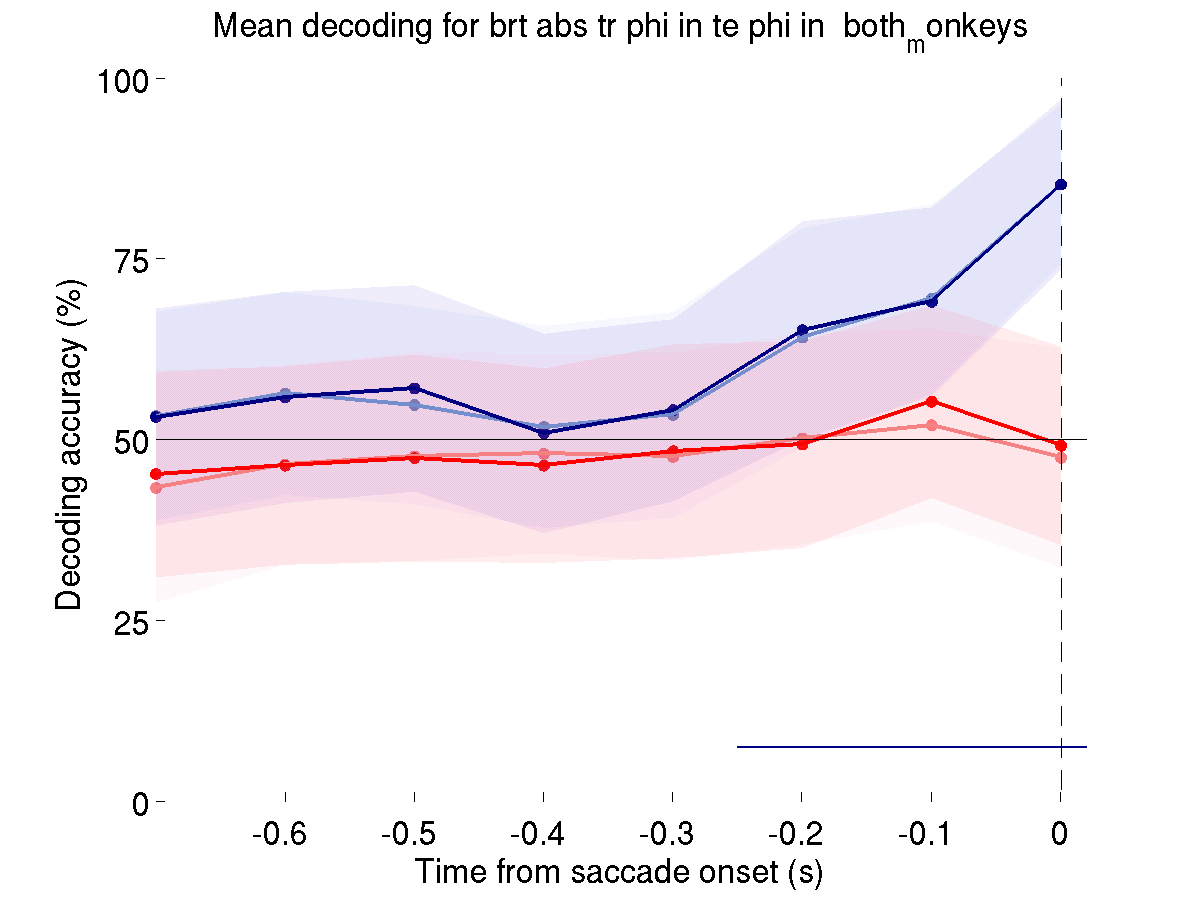 Mean decoding for brt abs tr phi in te phi in both_monkeys
100
75
50
25
0
Decoding accuracy (%)
-0.6 -0.5 -0.4 -0.3 -0.2 -0.1 0
Time from saccade onset (s)